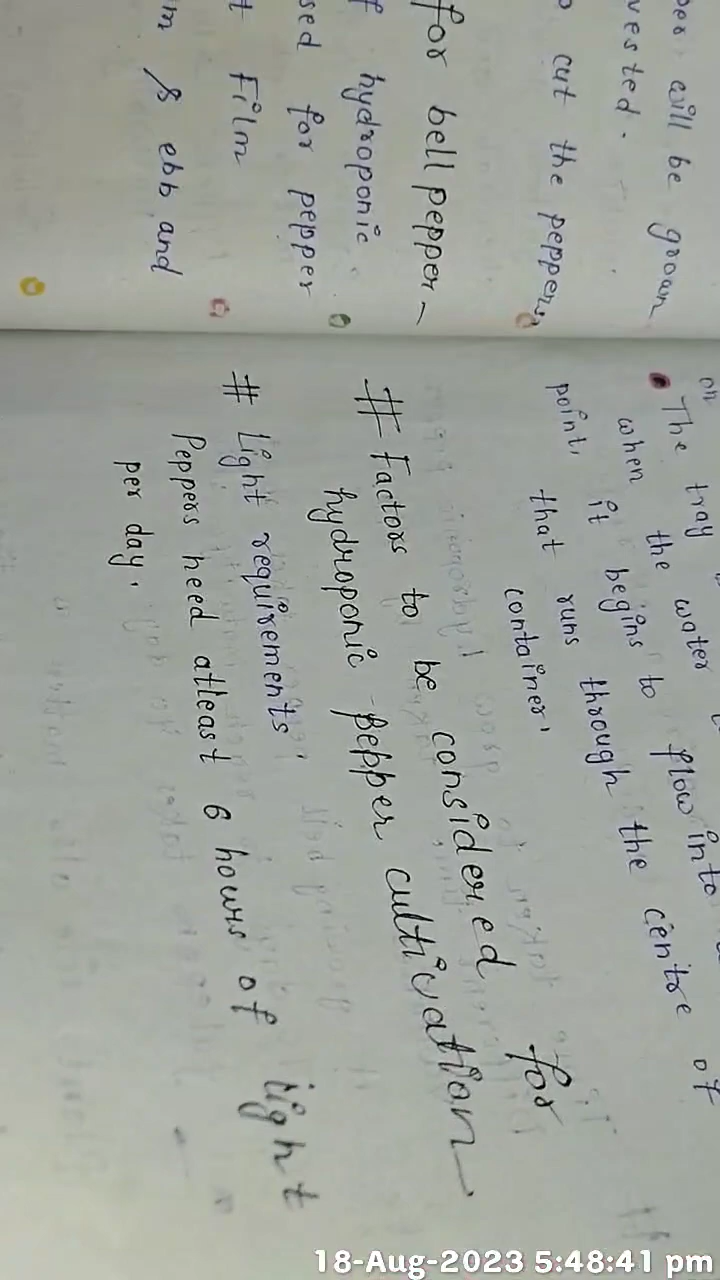 will be grown
vested.
cut the peppers,
for bell pepper-
hydroponic
sed for pepper
t Film
m & ebb and
on
The tray
when the water
it begins to flow into
point, that runs through the centre of
container.
# Factors to be considered for
hydroponic pepper cultivation-
# Light requirements.
Peppers need atleast 6 hours of light
per day.
18-Aug-2023 5:48:41 pm